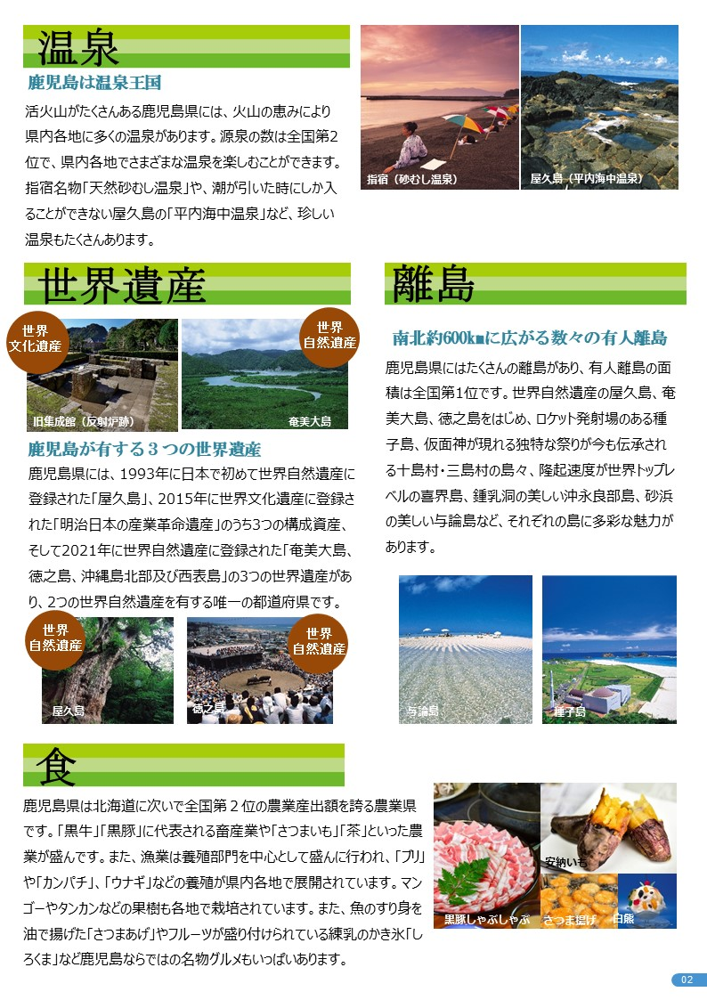 温泉
鹿児島は温泉王国
活火山がたくさんある鹿児島県には、火山の恵みにより
県内各地に多くの温泉があります。源泉の数は全国第2
位で、県内各地でさまざまな温泉を楽しむことができます。
指宿名物「天然砂むし温泉」や、潮が引いた時にしか入
ることができない屋久島の「平内海中温泉」など、珍しい
温泉もたくさんあります。
指宿（砂むし温泉）
屋久島（平内海中温泉）
世界遺産
世界
文化遺産
世界
自然遺産
旧集成館（反射炉跡）
奄美大島
鹿児島が有する３つの世界遺産
鹿児島県には、1993年に日本で初めて世界自然遺産に
登録された「屋久島」、2015年に世界文化遺産に登録さ
れた「明治日本の産業革命遺産」のうち3つの構成資産、
そして2021年に世界自然遺産に登録された「奄美大島、
徳之島、沖縄島北部及び西表島」の3つの世界遺産があ
り、2つの世界自然遺産を有する唯一の都道府県です。
世界
自然遺産
世界
自然遺産
屋久島
徳之島
離島
南北約600㎞に広がる数々の有人離島
鹿児島県にはたくさんの離島があり、有人離島の面
積は全国第1位です。世界自然遺産の屋久島、奄
美大島、徳之島をはじめ、ロケット発射場のある種
子島、仮面神が現れる独特な祭りが今も伝承され
る十島村・三島村の島々、隆起速度が世界トップレ
ベルの喜界島、鍾乳洞の美しい沖永良部島、砂浜
の美しい与論島など、それぞれの島に多彩な魅力が
あります。
与論島
種子島
食
鹿児島県は北海道に次いで全国第２位の農業産出額を誇る農業県
です。「黒牛」「黒豚」に代表される畜産業や「さつまいも」「茶」といった農
業が盛んです。また、漁業は養殖部門を中心として盛んに行われ、「ブリ」
や「カンパチ」、「ウナギ」などの養殖が県内各地で展開されています。マン
ゴーやタンカンなどの果樹も各地で栽培されています。また、魚のすり身を
油で揚げた「さつまあげ」やフルーツが盛り付けられている練乳のかき氷「し
ろくま」など鹿児島ならではの名物グルメもいっぱいあります。
安納いも
黒豚しゃぶしゃぶ
さつま揚げ
白熊
02